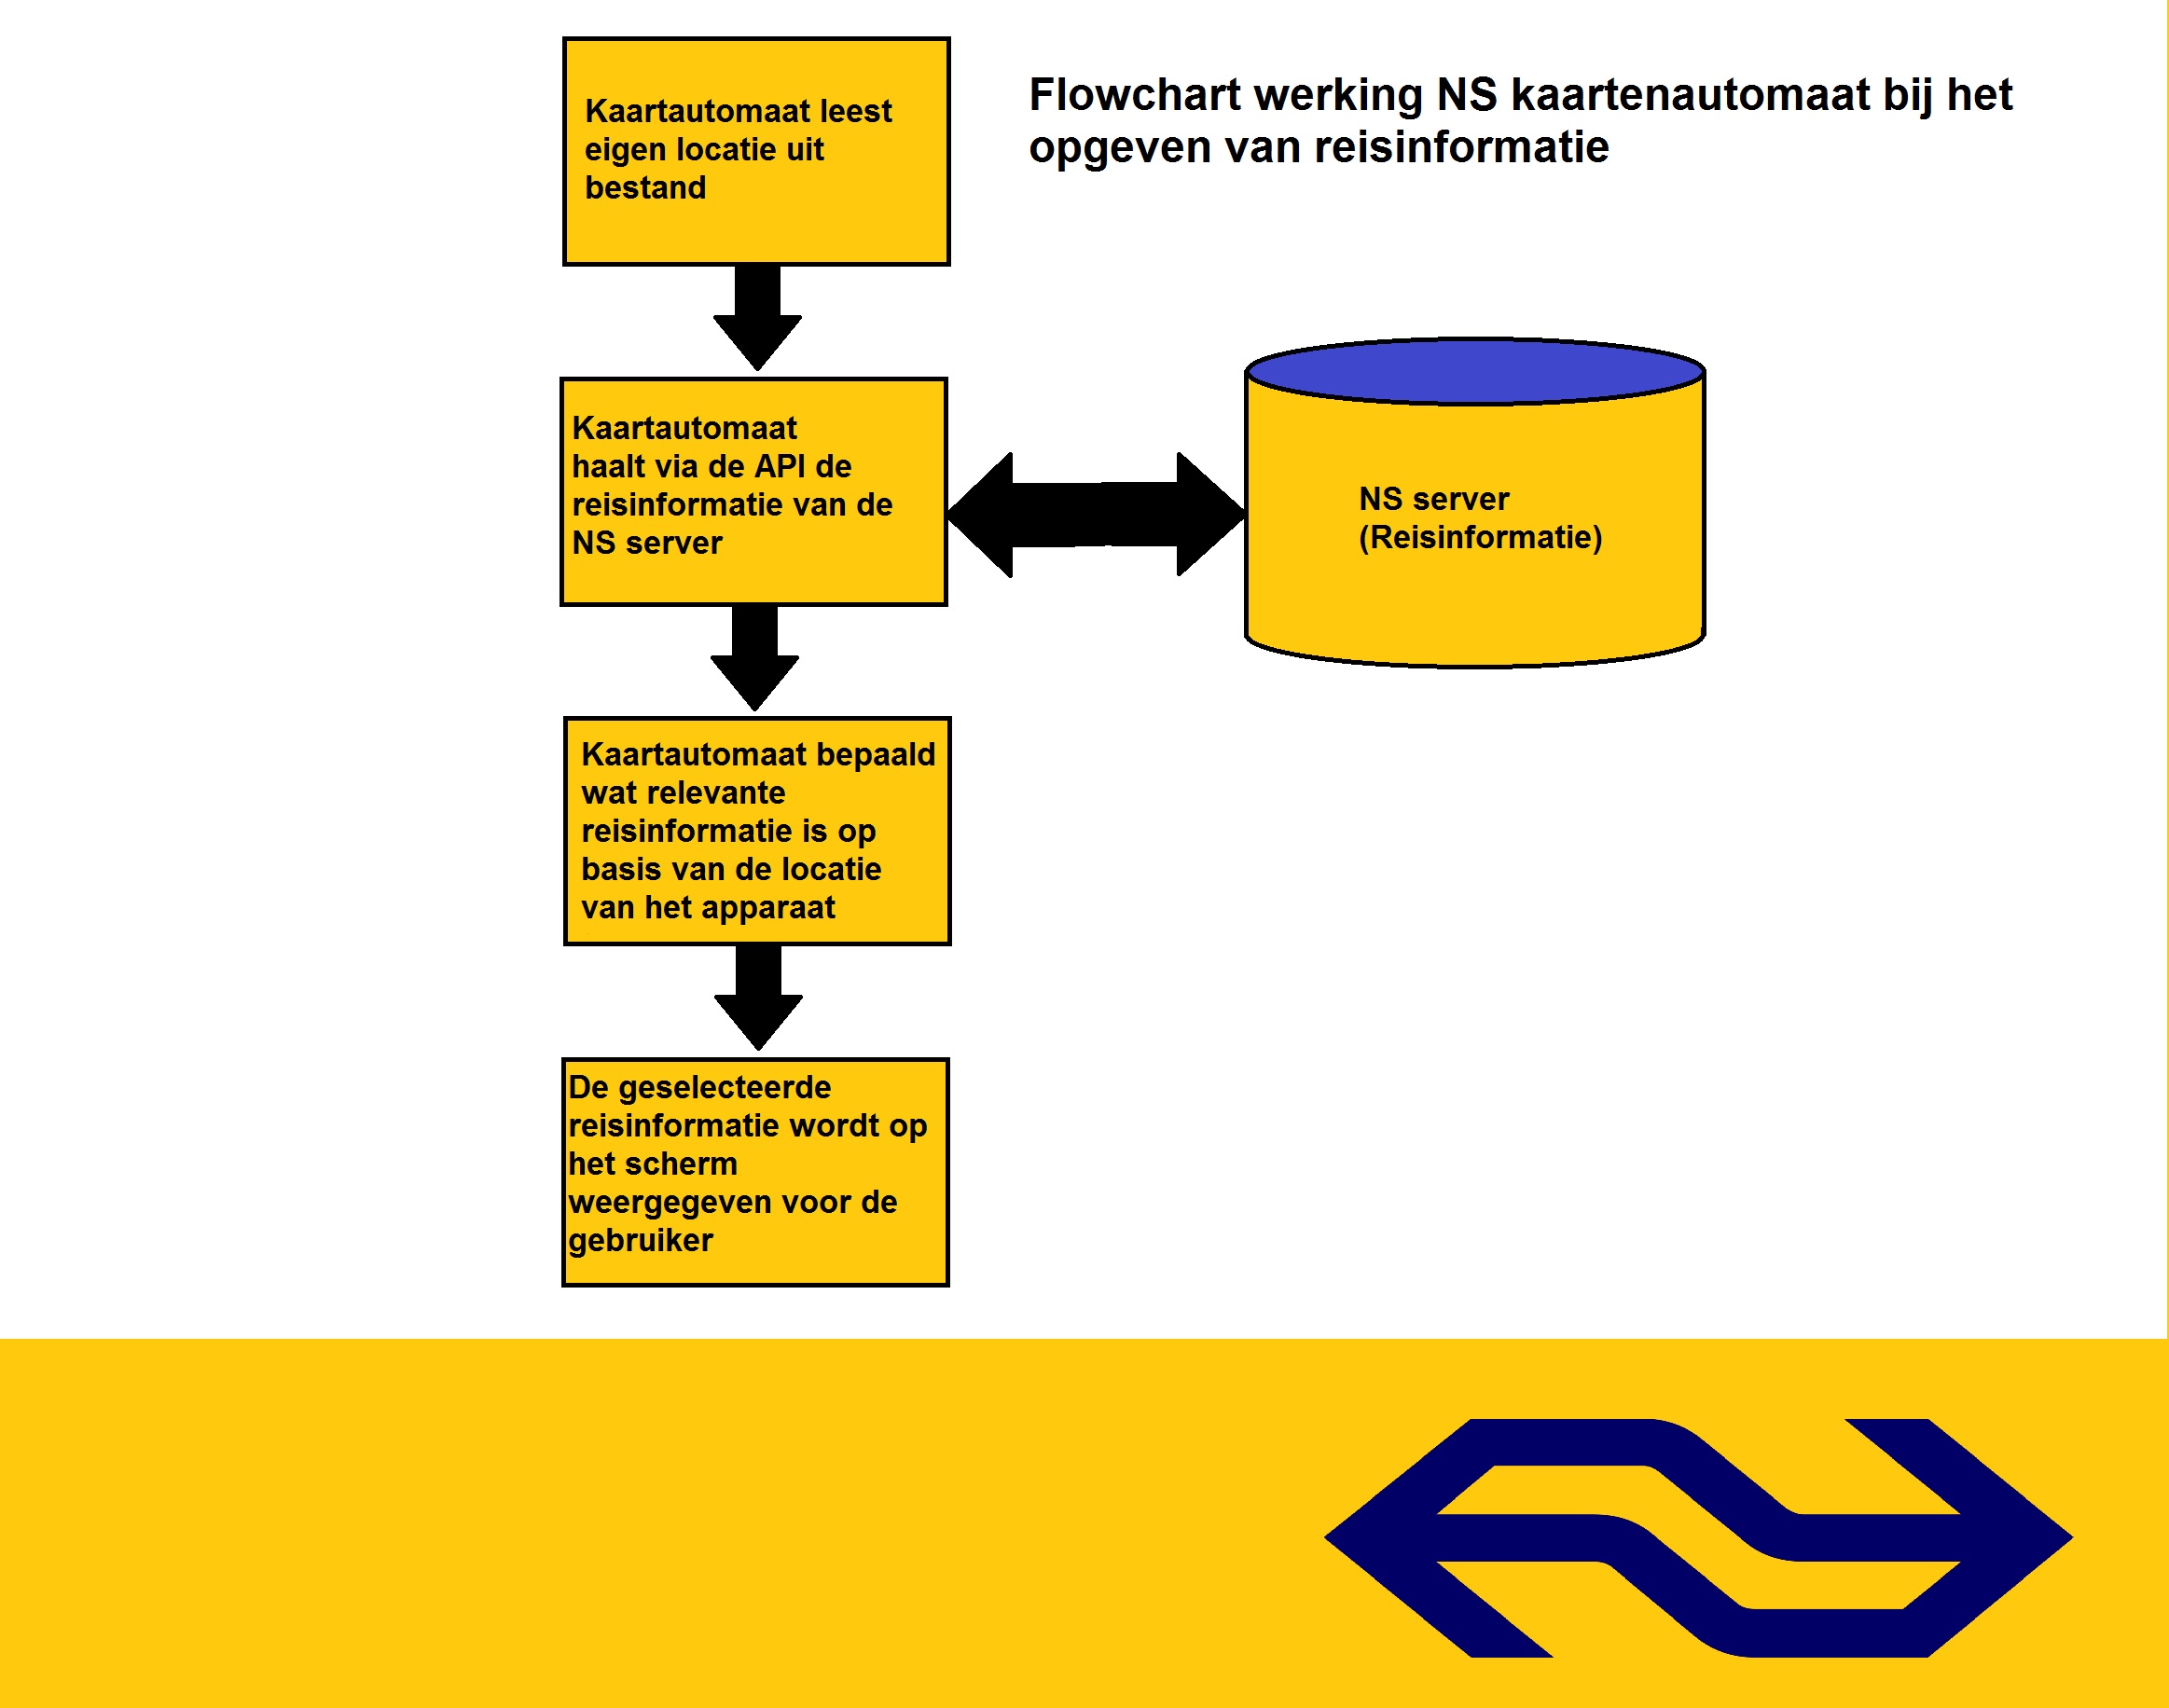 Flowchart werking NS kaartenautomaat bij het
opgeven van reisinformatie
Kaartautomaat leest
eigen locatie uit
bestand
Kaartautomaat
haalt via de API de
reisinformatie van de
NS server
NS server
(Reisinformatie)
Kaartautomaat bepaald
wat relevante
reisinformatie is op
basis van de locatie
van het apparaat
De geselecteerde
reisinformatie wordt op
het scherm
weergegeven voor de
gebruiker